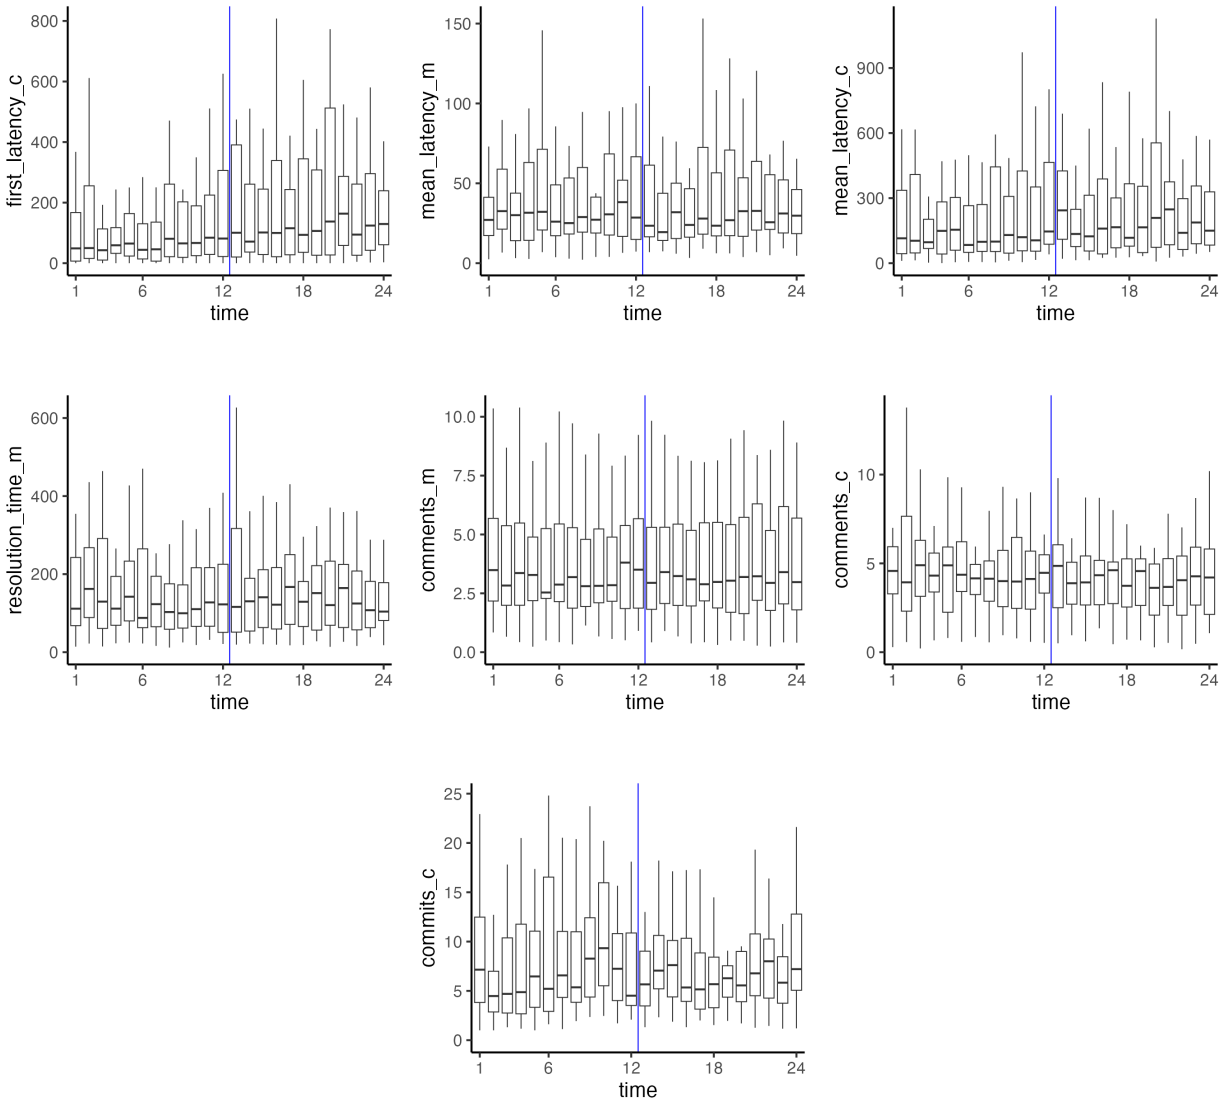 first_latency_c
800
600
400
200
0
1 6 12 18 24
time
mean_latency_m
150
100
50
0
1 6 12 18 24
time
mean_latency_c
900
600
300
0
1 6 12 18 24
time
resolution_time_m
600
400
200
0
1 6 12 18 24
time
comments_m
10.0
7.5
5.0
2.5
0.0
1 6 12 18 24
time
comments_c
10
5
0
1 6 12 18 24
time
commits_c
25
20
15
10
5
0
1 6 12 18 24
time